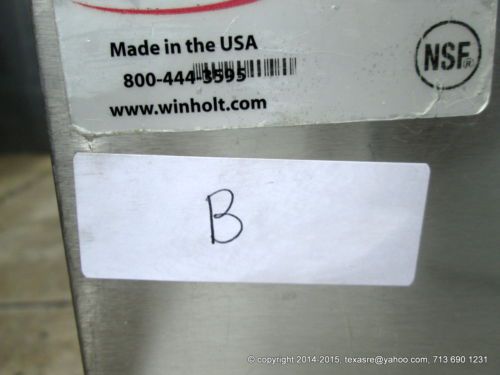 Made in the USA
800-444-3595
www.winholt.com
NSF®
B
© copyright 2014-2015, texasre@yahoo.com, 713 690 1231